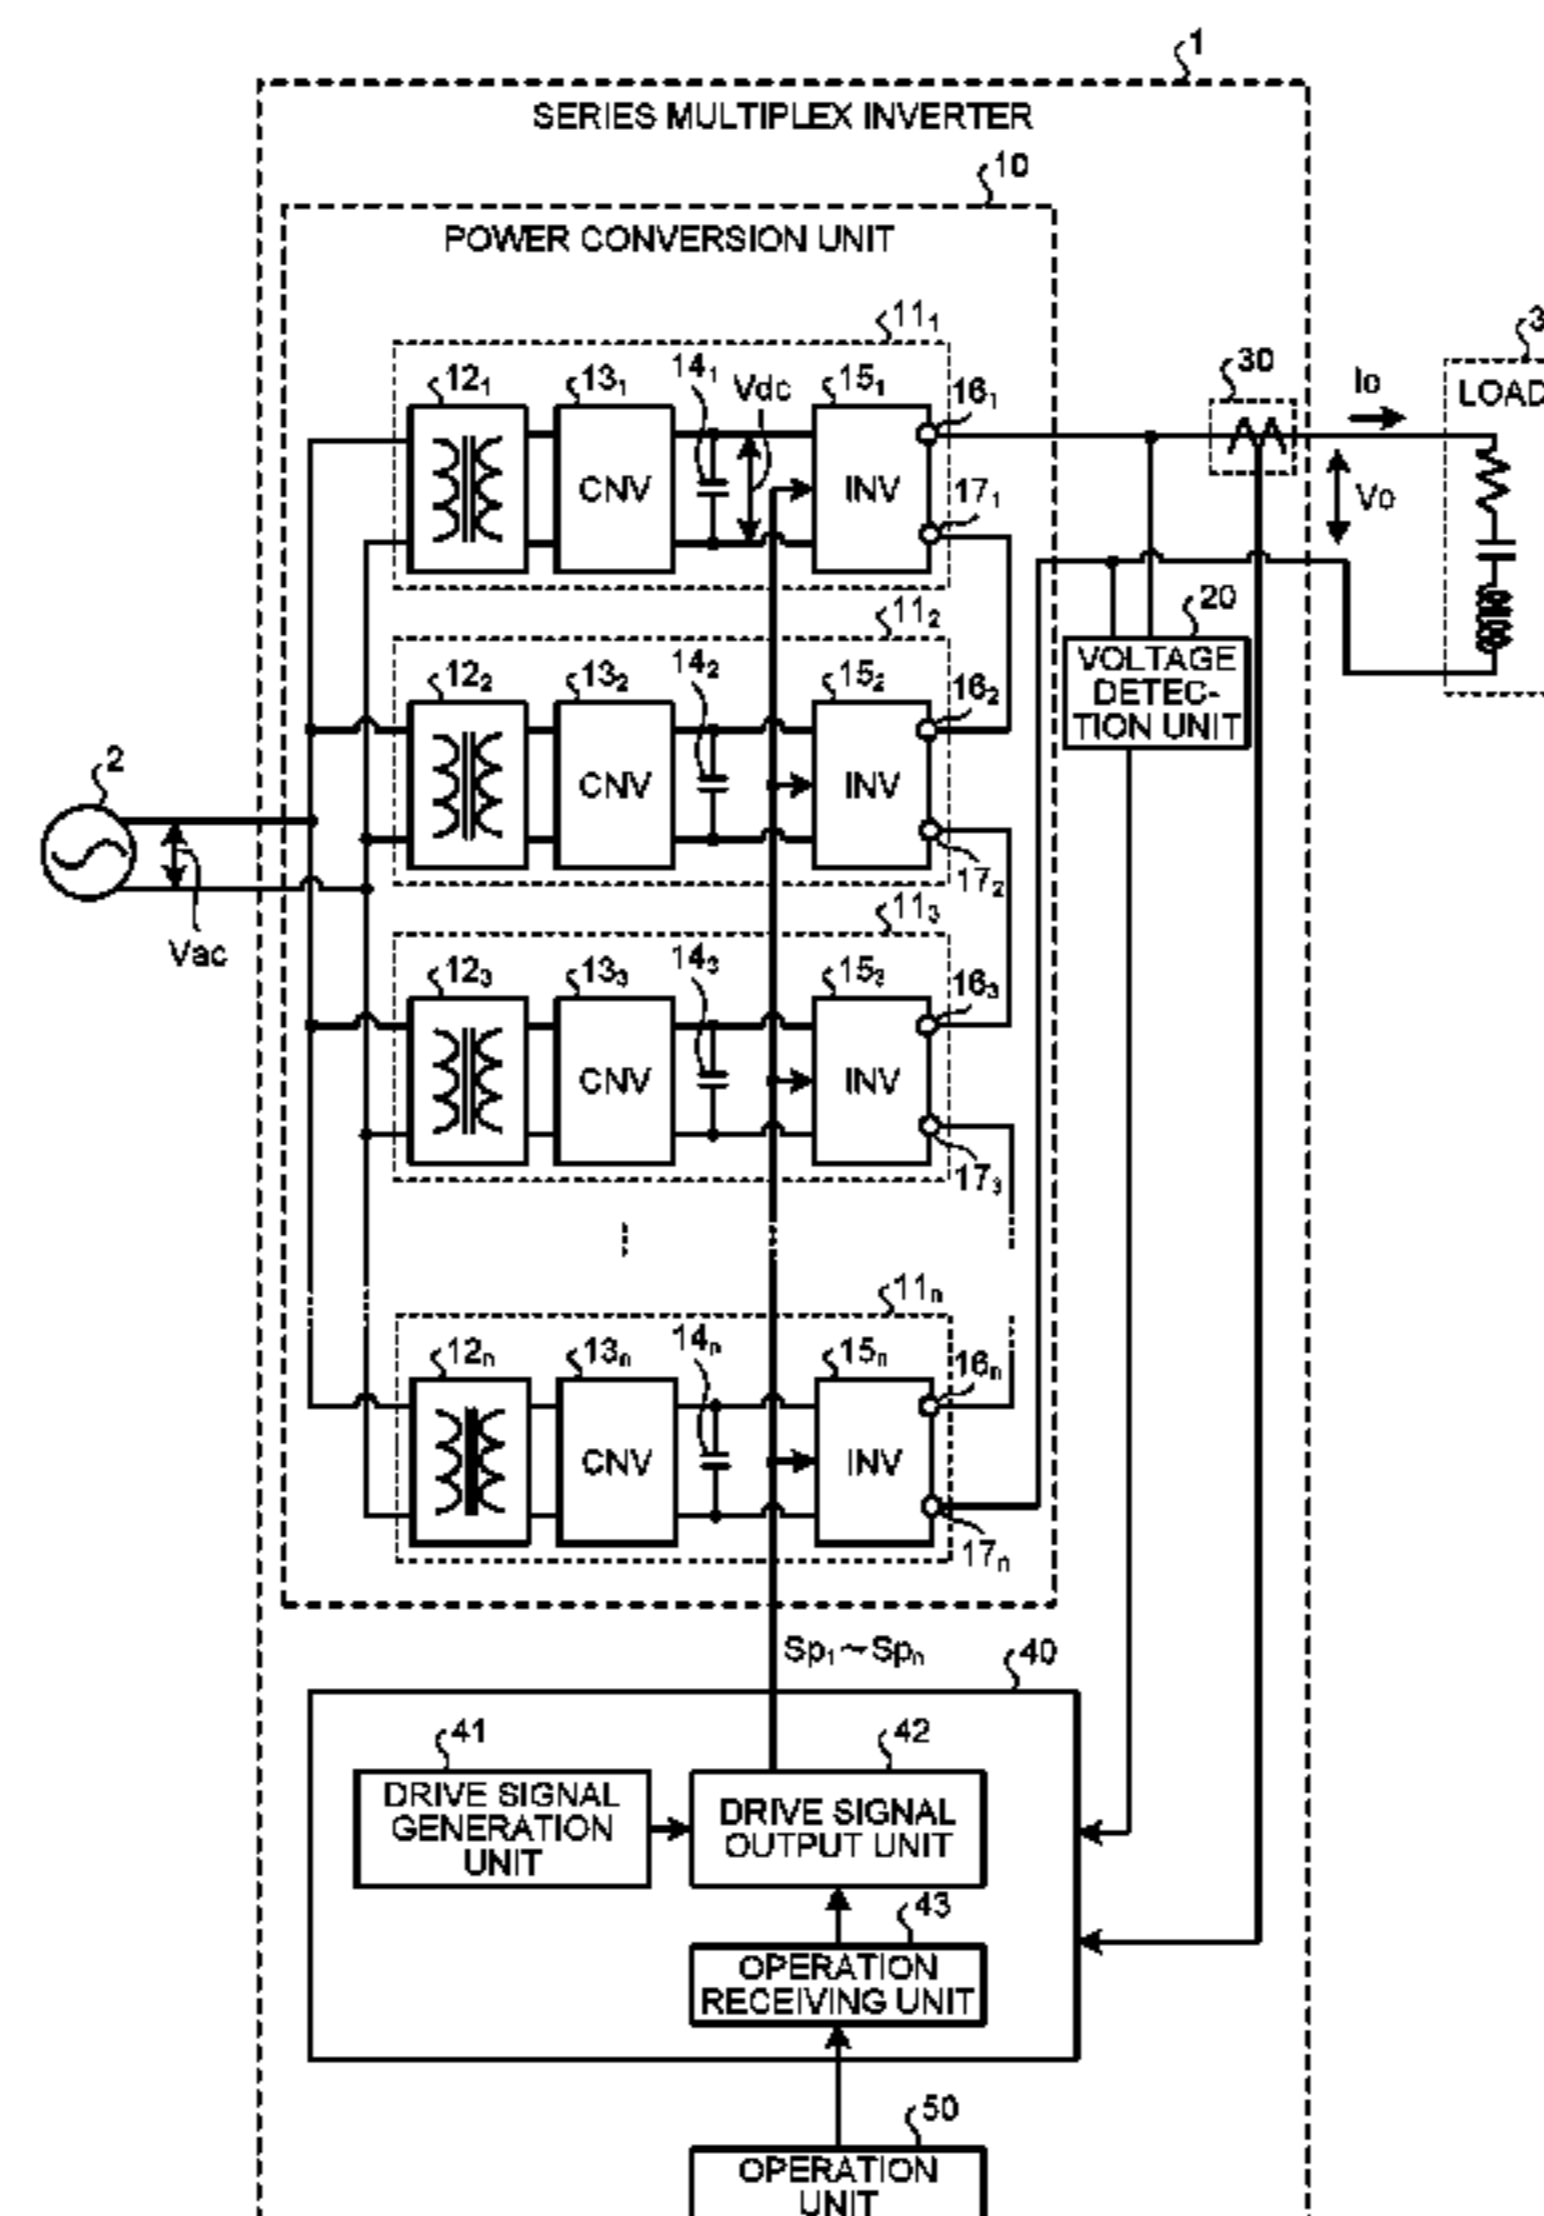 1
SERIES MULTIPLEX INVERTER
10
POWER CONVERSION UNIT
11₁
12₁
13₁
14₁
Vdc
15₁
16₁
30
Io
3
LOAD
CNV
INV
17₁
Vo
11₂
20
12₂
13₂
14₂
15₂
16₂
VOLTAGE
DETEC-
TION UNIT
2
CNV
INV
17₂
Vac
11₃
12₃
13₃
14₃
15₃
16₃
CNV
INV
17₃
11ₙ
12ₙ
13ₙ
14ₙ
15ₙ
16ₙ
CNV
INV
17ₙ
Sp₁~Spₙ
40
41
42
DRIVE SIGNAL
GENERATION
UNIT
DRIVE SIGNAL
OUTPUT UNIT
43
OPERATION
RECEIVING UNIT
50
OPERATION
UNIT